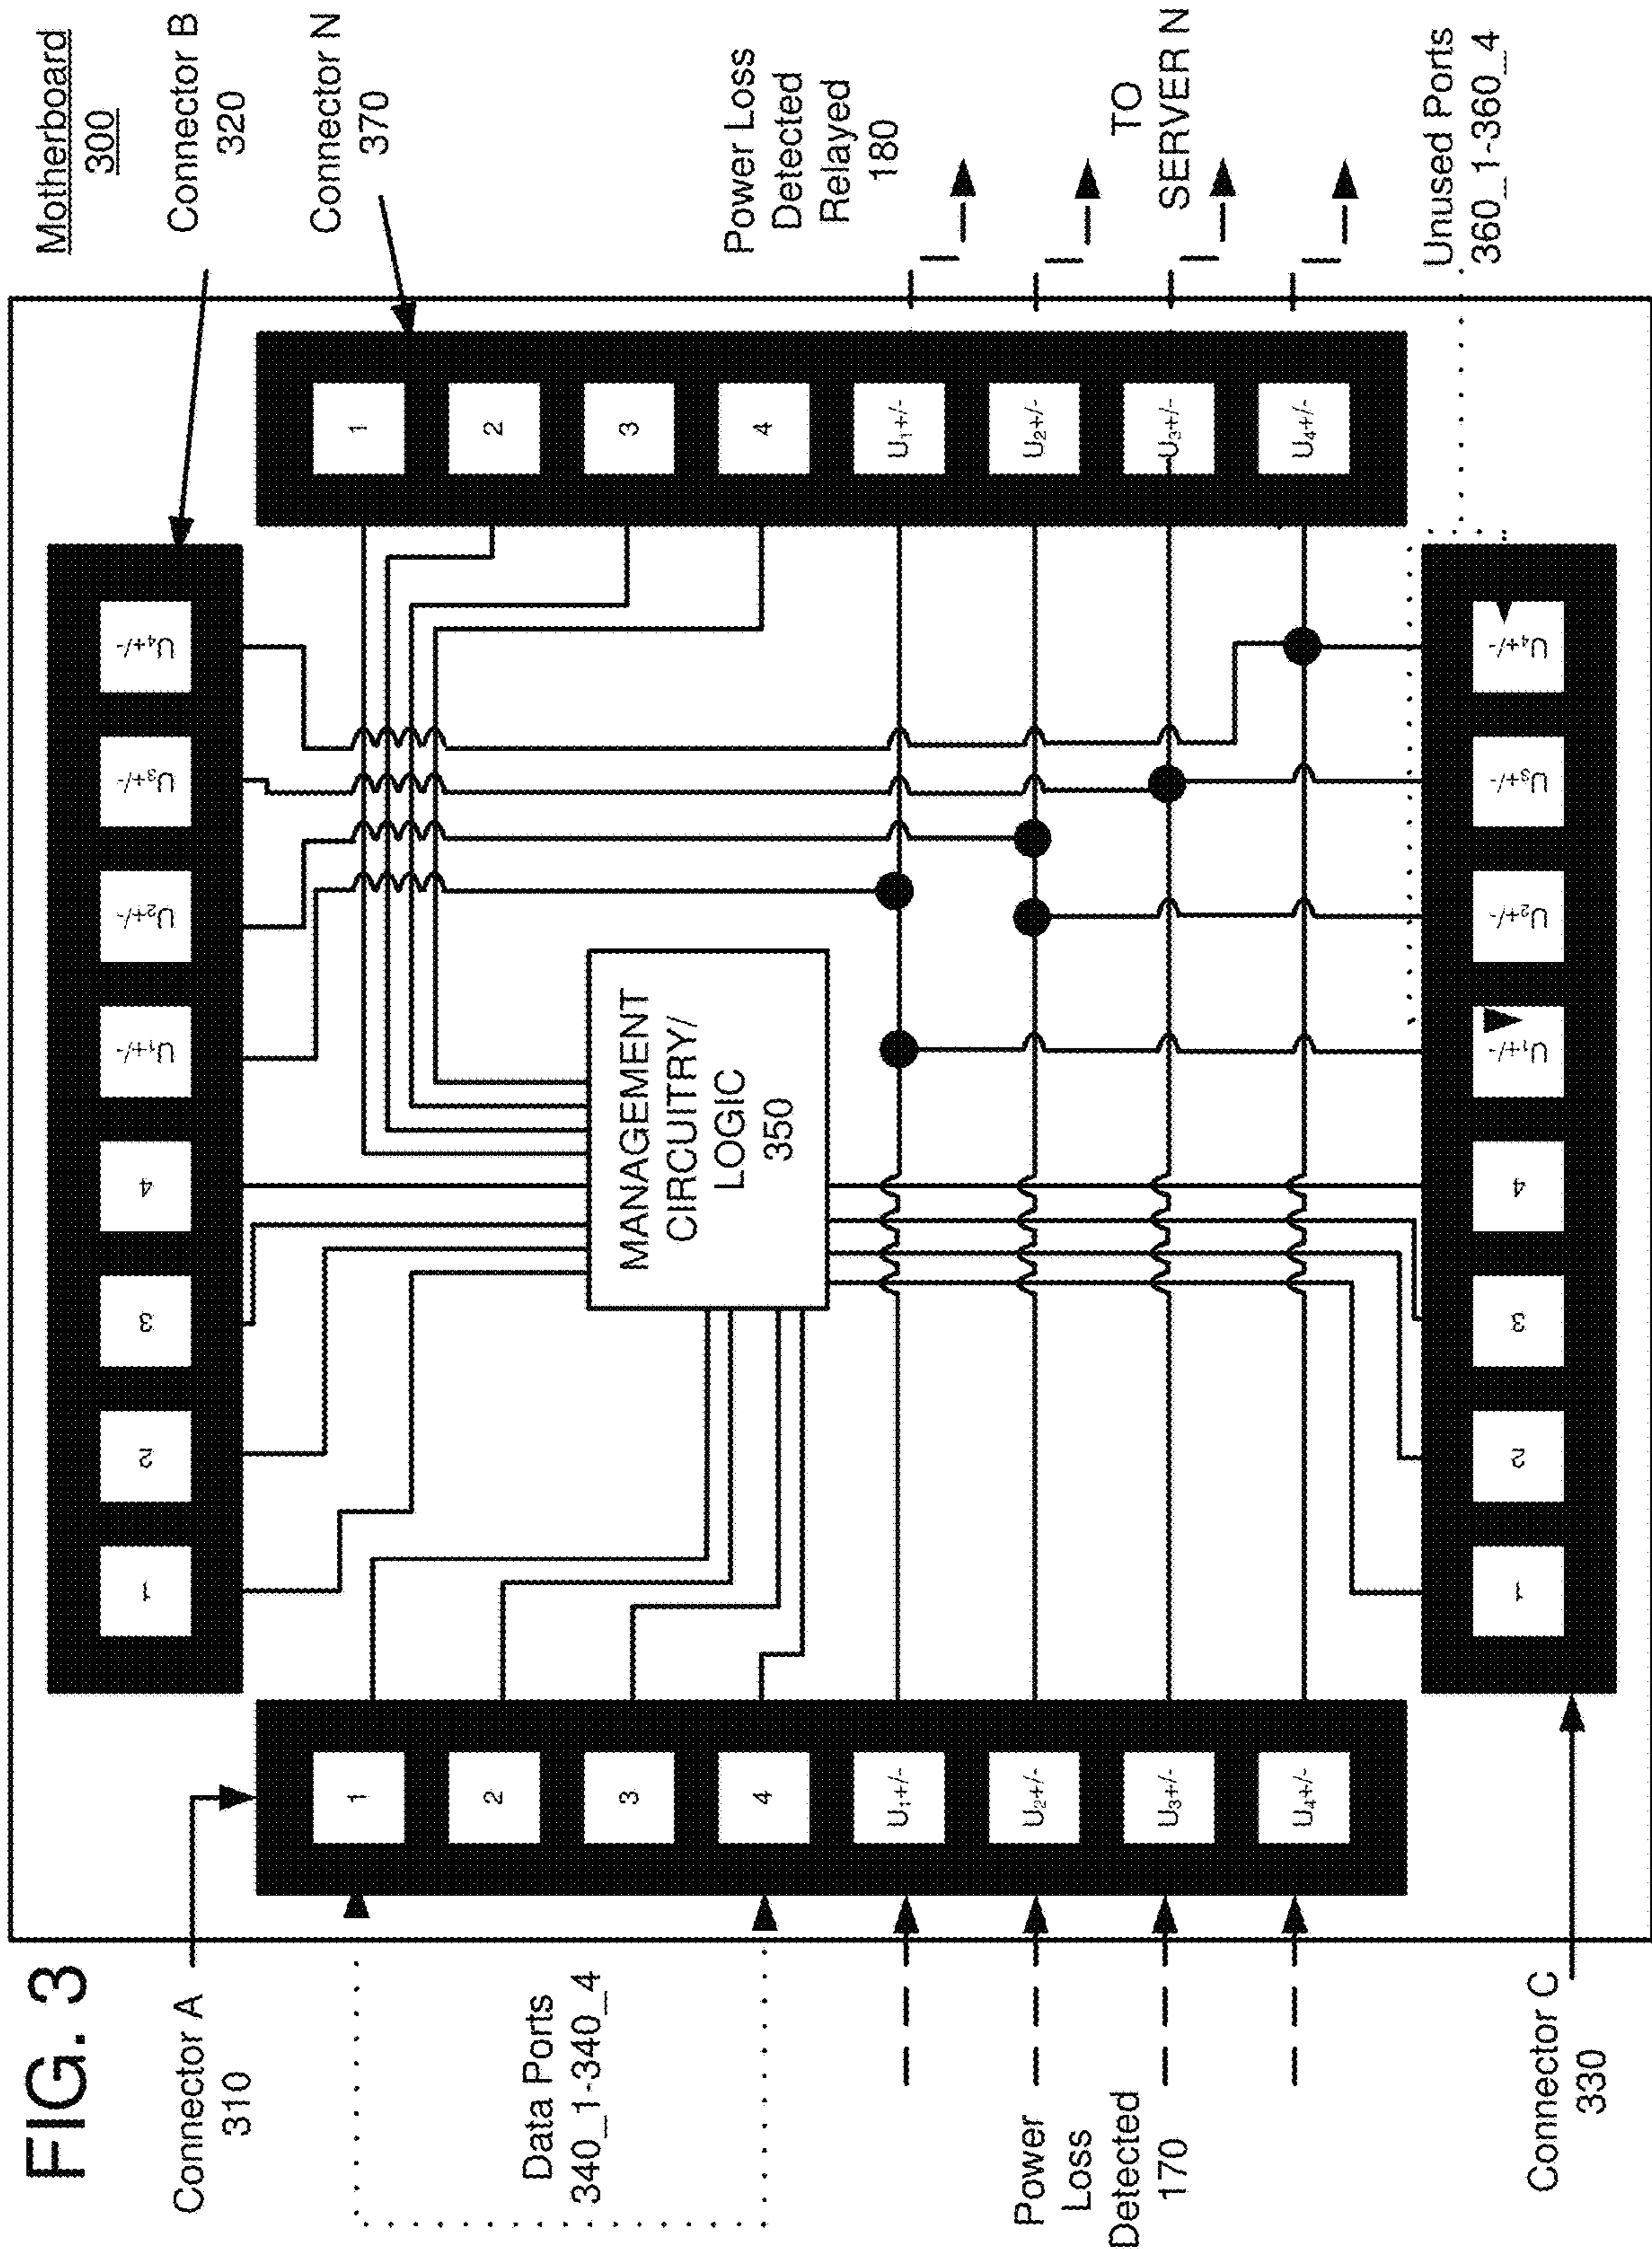 FIG. 3
Motherboard
300
Connector A
310
Connector B
320
Connector N
370
1
2
3
4
U1+/-
U2+/-
U3+/-
U4+/-
Data Ports
340_1-340_4
1
2
3
4
U1+/-
U2+/-
U3+/-
U4+/-
MANAGEMENT
CIRCUITRY/
LOGIC
350
1
2
3
4
U1+/-
U2+/-
U3+/-
U4+/-
Power Loss
Detected
Relayed
180
TO
SERVER N
Power
Loss
Detected
170
1
2
3
4
U1+/-
U2+/-
U3+/-
U4+/-
Unused Ports
360_1-360_4
Connector C
330